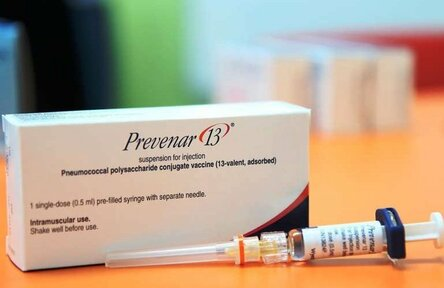 Prevenar 13®
suspension for injection
Pneumococcal polysaccharide conjugate vaccine (13-valent, adsorbed)
1 single-dose (0.5 ml) pre-filled syringe with separate needle.
Intramuscular use.
Shake well before use.
Prevenar